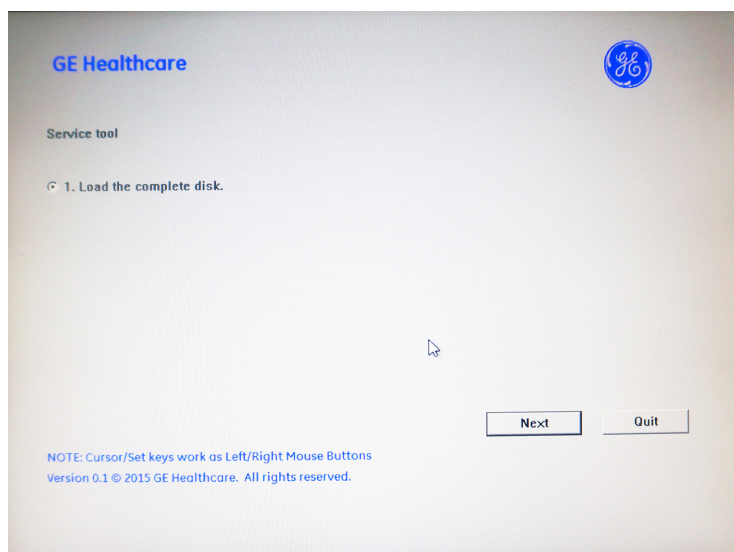 GE Healthcare
GE
Service tool
1. Load the complete disk.
Next
Quit
NOTE: Cursor/Set keys work as Left/Right Mouse Buttons
Version 0.1 © 2015 GE Healthcare. All rights reserved.